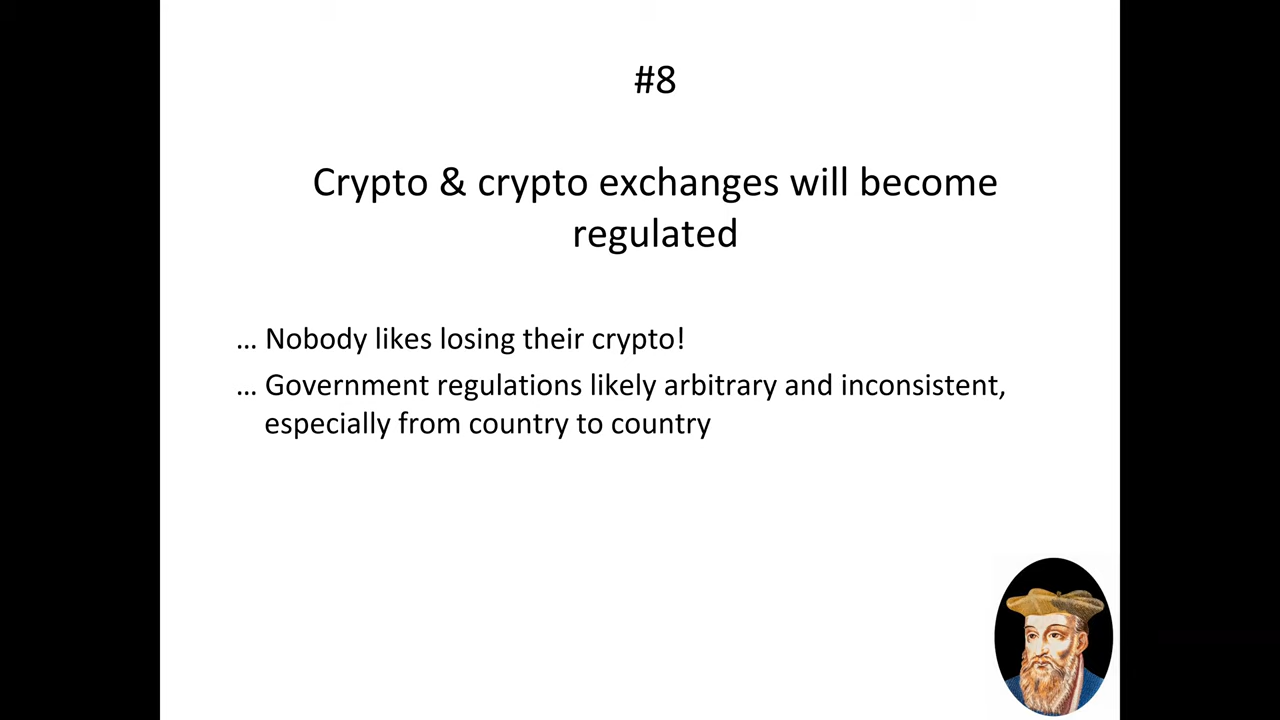 #8
Crypto & crypto exchanges will become
regulated
... Nobody likes losing their crypto!
... Government regulations likely arbitrary and inconsistent,
especially from country to country